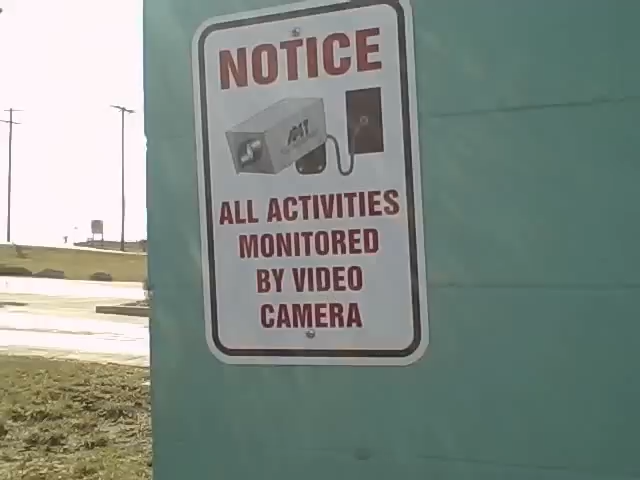 NOTICE
ALL ACTIVITIES
MONITORED
BY VIDEO
CAMERA